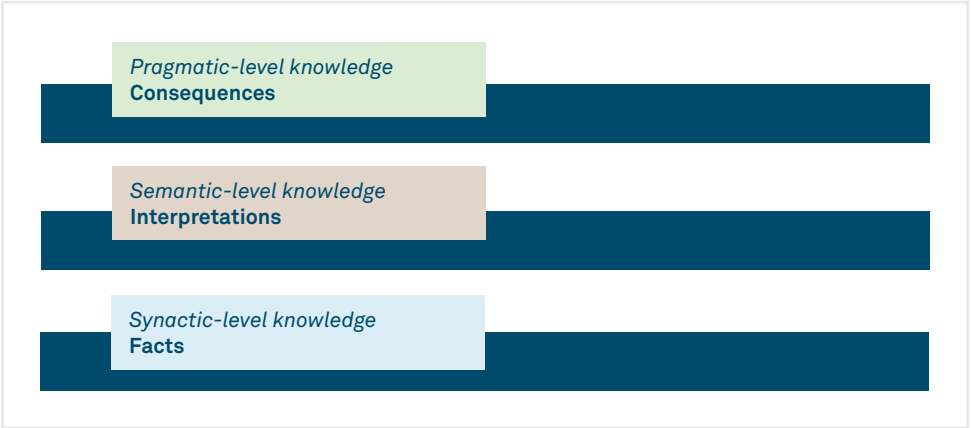 Pragmatic-level knowledge
Consequences
Semantic-level knowledge
Interpretations
Synactic-level knowledge
Facts